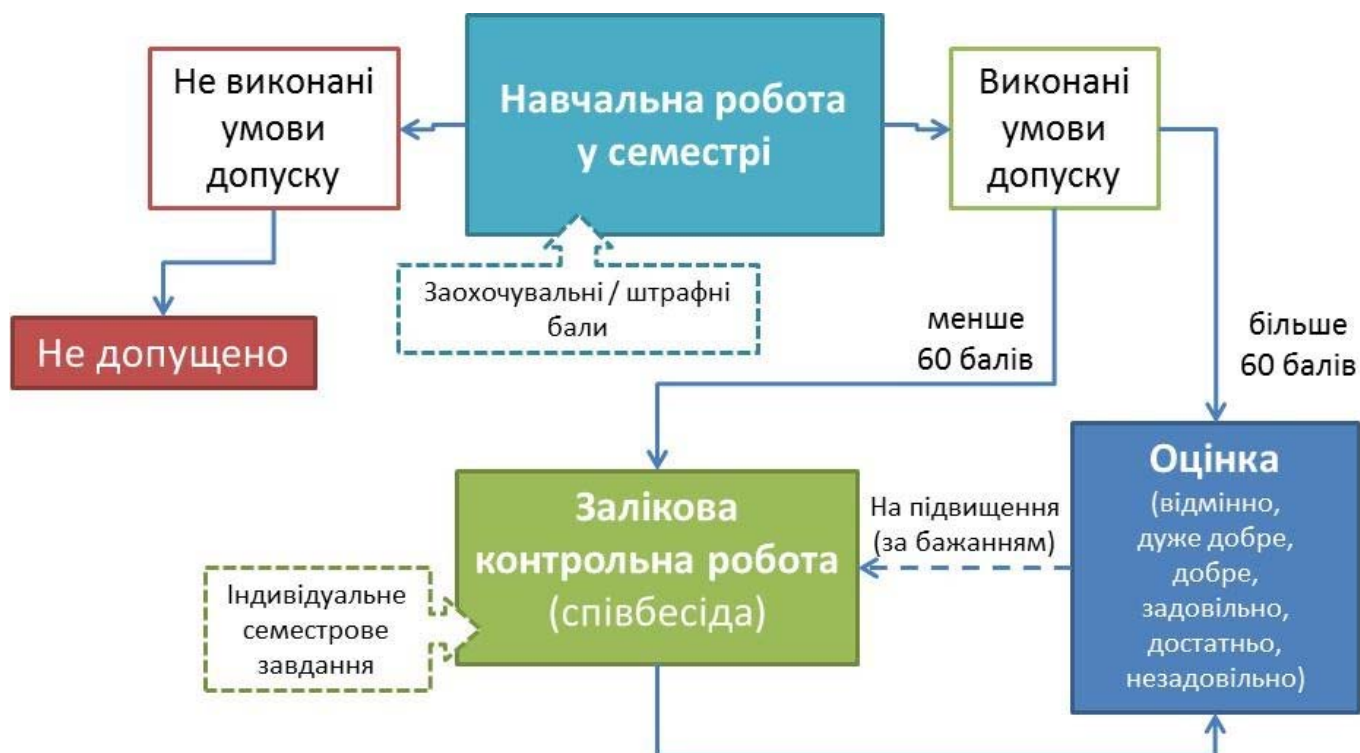 Не виконані
умови
допуску
Навчальна робота
у семестрі
Виконані
умови
допуску
Заохочувальні / штрафні
бали
Не допущено
менше
60 балів
більше
60 балів
Залікова
контрольна робота
(співбесіда)
На підвищення
(за бажанням)
Оцінка
(відмінно,
дуже добре,
добре,
задовільно,
достатньо,
незадовільно)
Індивідуальне
семестрове
завдання